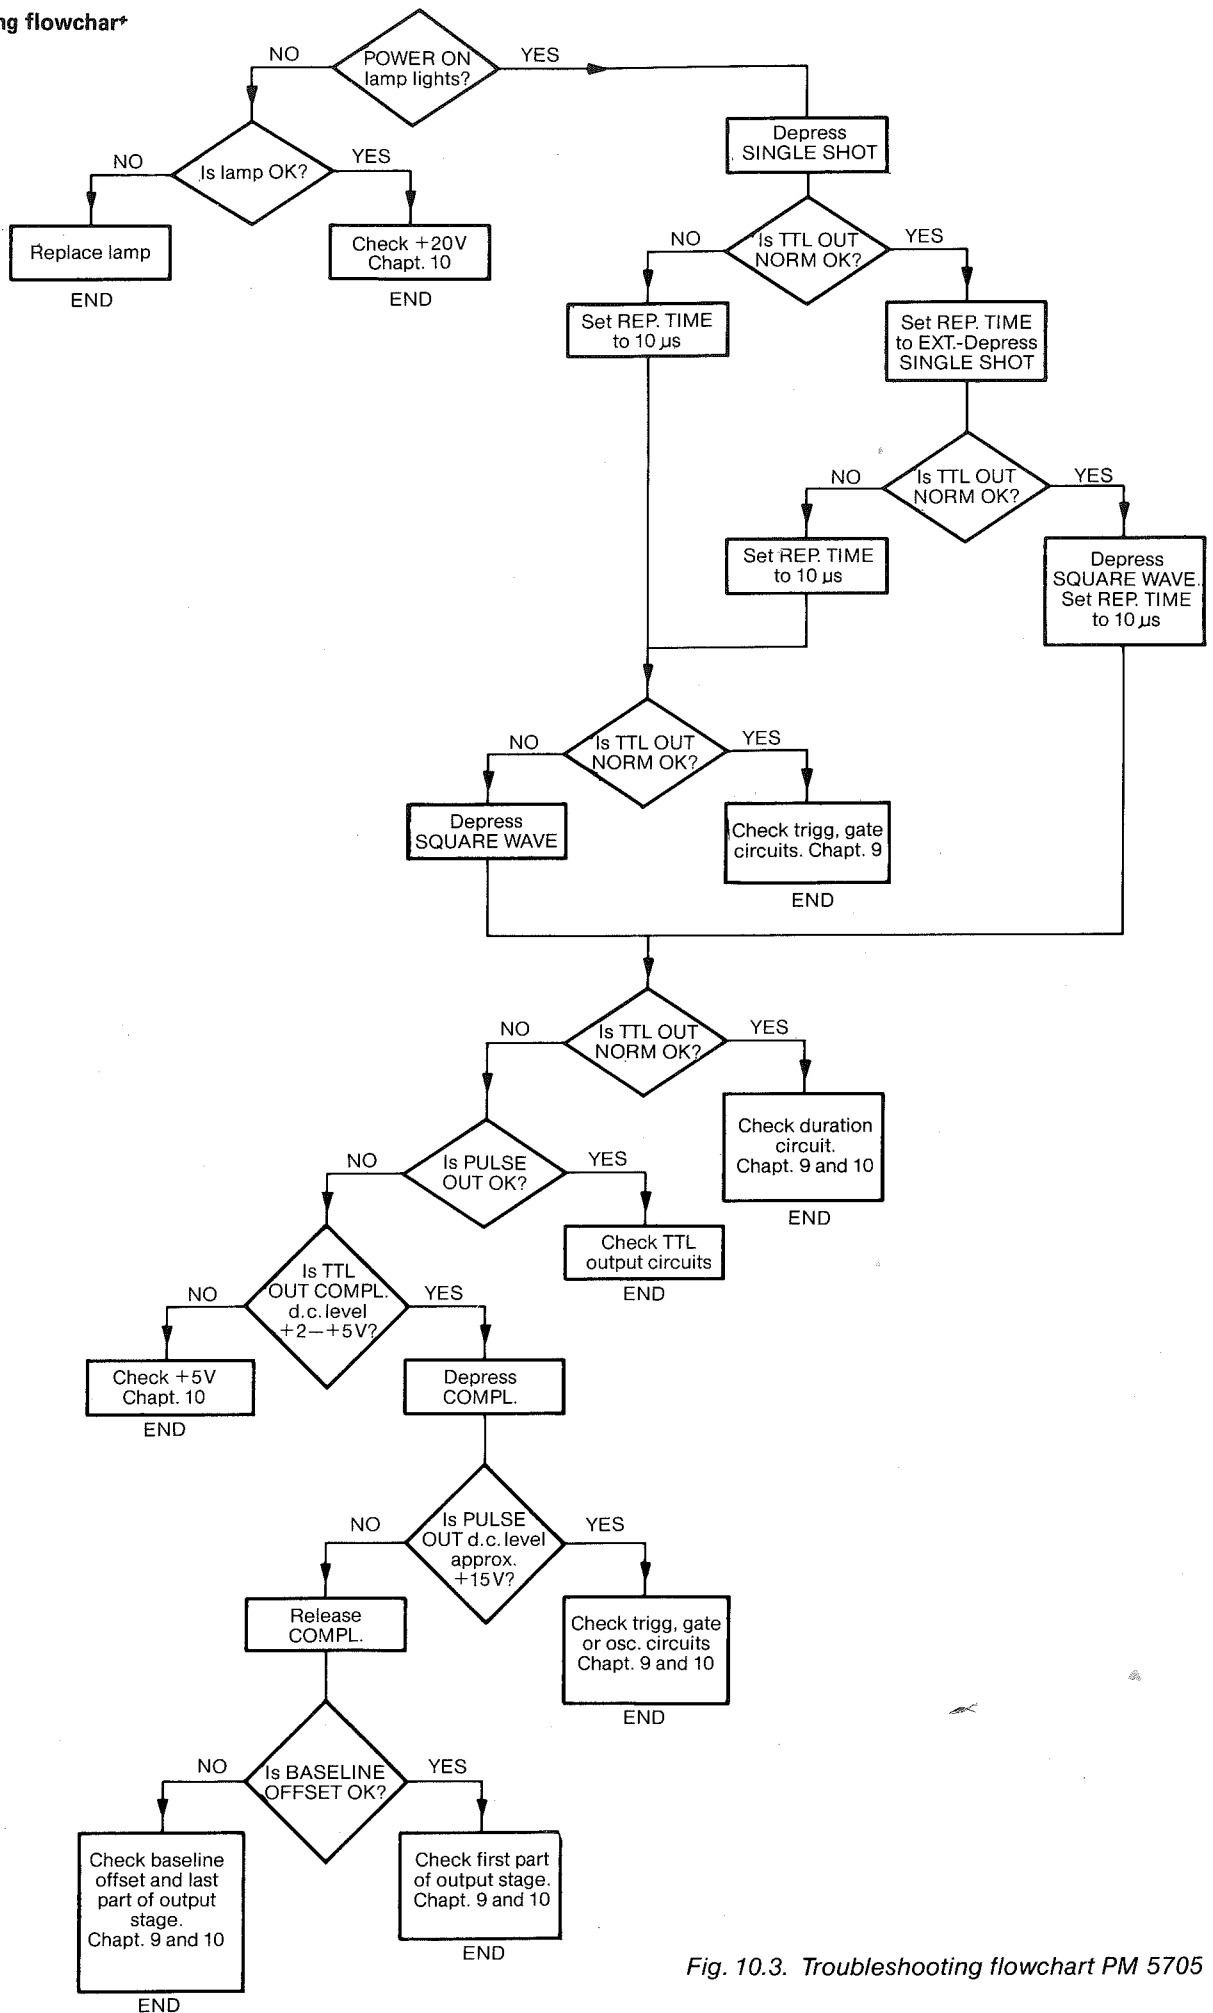 ng flowchart
POWER ON
lamp lights?
NO
YES
Is lamp OK?
NO
YES
Replace lamp
END
Check +20V
Chapt. 10
END
Depress
SINGLE SHOT
Is TTL OUT
NORM OK?
NO
YES
Set REP. TIME
to 10 µs
Set REP. TIME
to EXT.-Depress
SINGLE SHOT
Is TTL OUT
NORM OK?
NO
YES
Set REP. TIME
to 10 µs
Depress
SQUARE WAVE.
Set REP. TIME
to 10 µs
Is TTL OUT
NORM OK?
NO
YES
Depress
SQUARE WAVE
Check trigg, gate
circuits. Chapt. 9
END
Is TTL OUT
NORM OK?
NO
YES
Check duration
circuit.
Chapt. 9 and 10
END
Is PULSE
OUT OK?
NO
YES
Check TTL
output circuits
END
Is TTL
OUT COMPL.
d.c. level
+2—+5V?
NO
YES
Check +5V
Chapt. 10
END
Depress
COMPL.
Is PULSE
OUT d.c. level
approx.
+15V?
NO
YES
Release
COMPL.
Check trigg, gate
or osc. circuits
Chapt. 9 and 10
END
Is BASELINE
OFFSET OK?
NO
YES
Check baseline
offset and last
part of output
stage.
Chapt. 9 and 10
END
Check first part
of output stage.
Chapt. 9 and 10
END
Fig. 10.3. Troubleshooting flowchart PM 5705